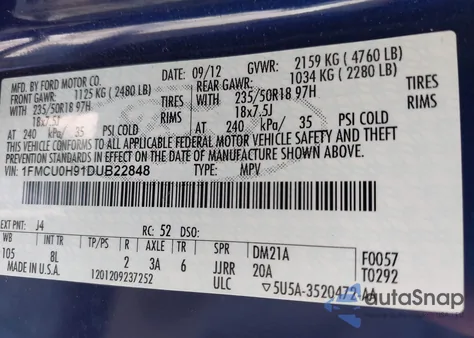 MFD. BY FORD MOTOR CO.
DATE: 09/12 GVWR: 2159 KG (4760 LB)
FRONT GAWR: 1125 KG (2480 LB)
REAR GAWR: 1034 KG (2280 LB)
WITH 235/50R18 97H TIRES
WITH 235/50R18 97H TIRES
18x7.5J RIMS
18x7.5J RIMS
AT 240 kPa/ 35 PSI COLD
AT 240 kPa/ 35 PSI COLD
THIS VEHICLE CONFORMS TO ALL APPLICABLE FEDERAL MOTOR VEHICLE SAFETY AND THEFT
PREVENTION STANDARDS IN EFFECT ON THE DATE OF MANUFACTURE SHOWN ABOVE.
VIN: 1FMCU0H91DUB22848 TYPE: MPV
EXT PNT: J4 RC: 52 DSO:
WB INT TR TP/PS R AXLE TR SPR DM21A F0057
105 8L 2 3A 6 JJRR 20A T0292
MADE IN U.S.A. 1201209237252 ULC ▽5U5A-3520472-AA
autoSnap